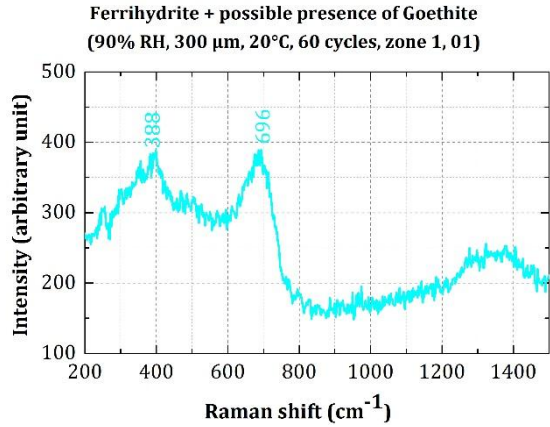 Ferrihydrite + possible presence of Goethite
(90% RH, 300 µm, 20°C, 60 cycles, zone 1, 01)
500
400
300
200
100
388
696
200 400 600 800 1000 1200 1400
Intensity (arbitrary unit)
Raman shift (cm⁻¹)